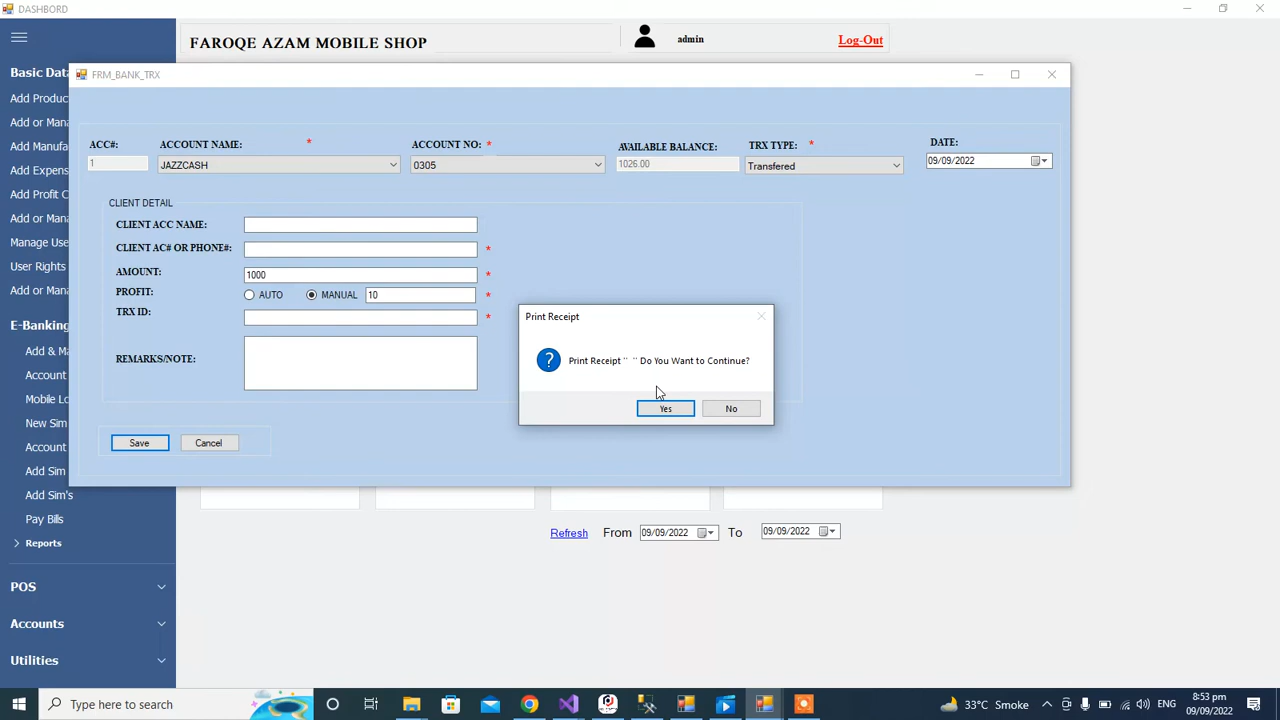 DASHBORD
FAROQE AZAM MOBILE SHOP
admin
Log-Out
Basic Data
Add Produc
Add or Mana
Add Manufa
Add Expens
Add Profit C
Add or Mana
Manage Use
User Rights
Add or Mana
E-Banking
Add & Ma
Account
Mobile Lo
New Sim
Account
Add Sim
Add Sim's
Pay Bills
Reports
POS
Accounts
Utilities
FRM_BANK_TRX
ACC#:
ACCOUNT NAME: *
ACCOUNT NO: *
AVAILABLE BALANCE:
TRX TYPE: *
DATE:
1
JAZZCASH
0305
1026.00
Transfered
09/09/2022
CLIENT DETAIL
CLIENT ACC NAME:
CLIENT AC# OR PHONE#: *
AMOUNT: 1000 *
PROFIT: AUTO MANUAL 10 *
TRX ID: *
REMARKS/NOTE:
Save Cancel
Print Receipt
? Print Receipt " " Do You Want to Continue?
Yes No
Refresh From 09/09/2022 To 09/09/2022
Type here to search
33°C Smoke
ENG
8:53 pm
09/09/2022